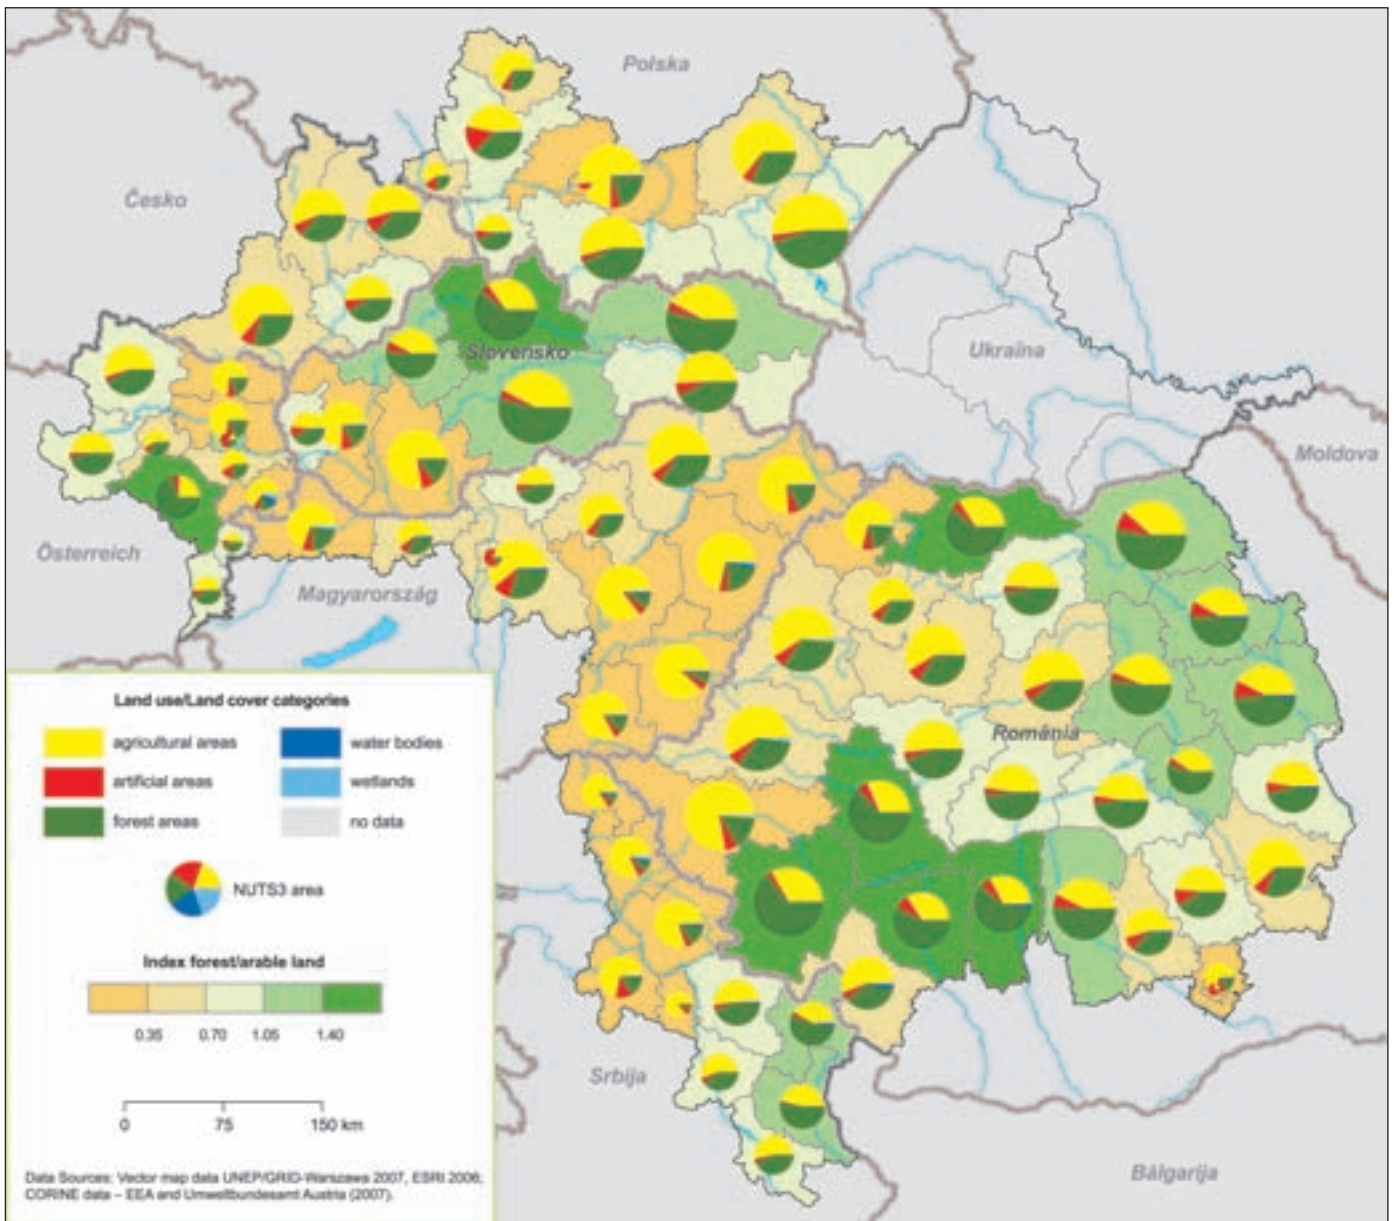 Polska
Česko
Slovensko
Ukraïna
Moldova
Österreich
Magyarország
România
Srbija
Bălgarija
Land use/Land cover categories
agricultural areas
water bodies
artificial areas
wetlands
forest areas
no data
NUTS3 area
Index forest/arable land
0.35 0.70 1.05 1.40
0 75 150 km
Data Sources: Vector map data UNEP/GRID-Warszawa 2007, ESRI 2006;
CORINE data – EEA and Umweltbundesamt Austria (2007).